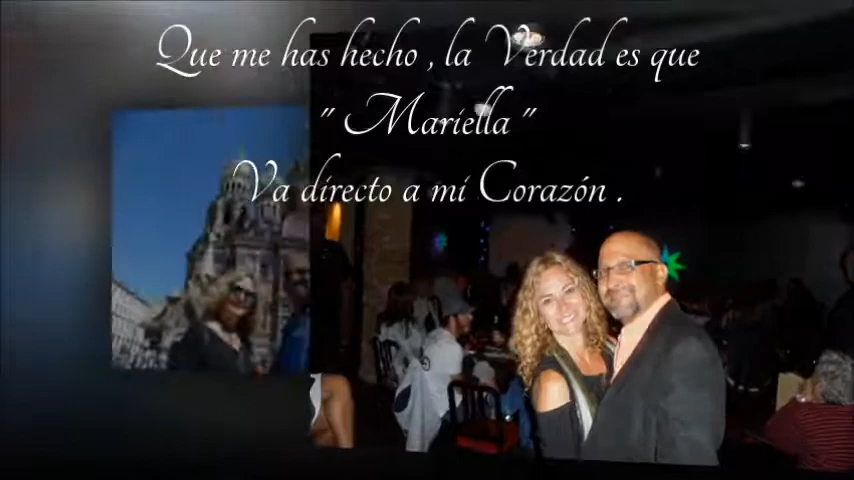 Que me has hecho , la Verdad es que
" Mariella "
Va directo a mi Corazón .